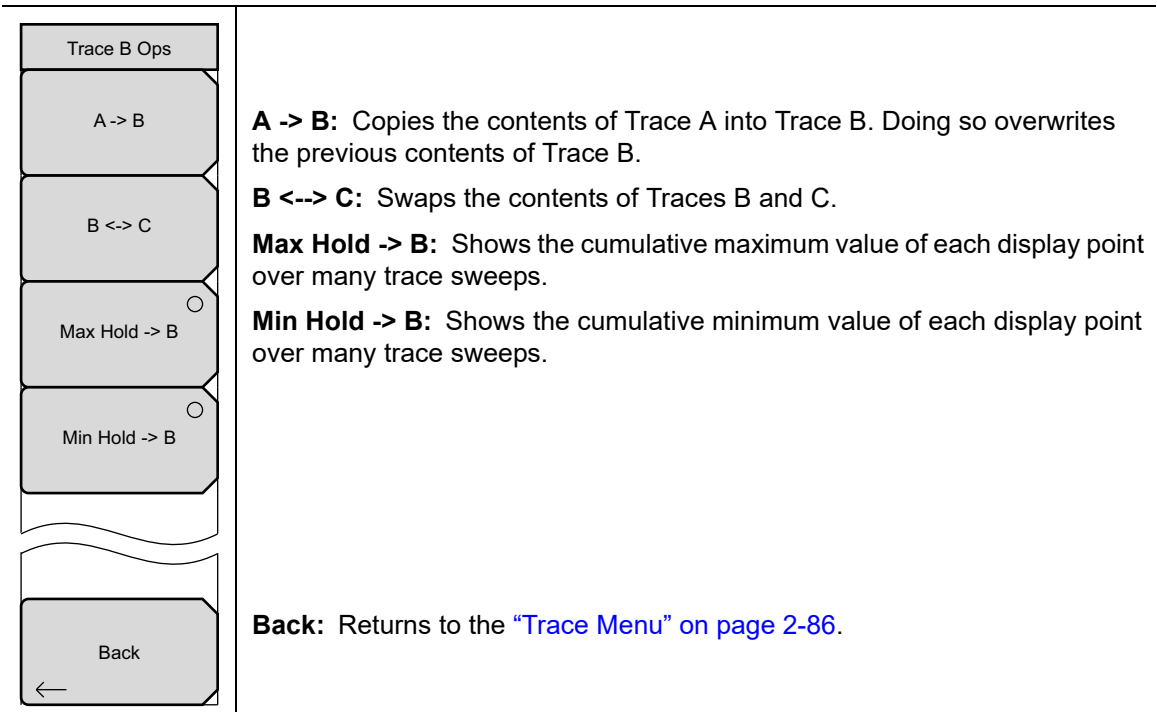 Trace B Ops
A -> B
B <-> C
Max Hold -> B
Min Hold -> B
Back
A -> B: Copies the contents of Trace A into Trace B. Doing so overwrites
the previous contents of Trace B.
B <--> C: Swaps the contents of Traces B and C.
Max Hold -> B: Shows the cumulative maximum value of each display point
over many trace sweeps.
Min Hold -> B: Shows the cumulative minimum value of each display point
over many trace sweeps.
Back: Returns to the “Trace Menu” on page 2-86.